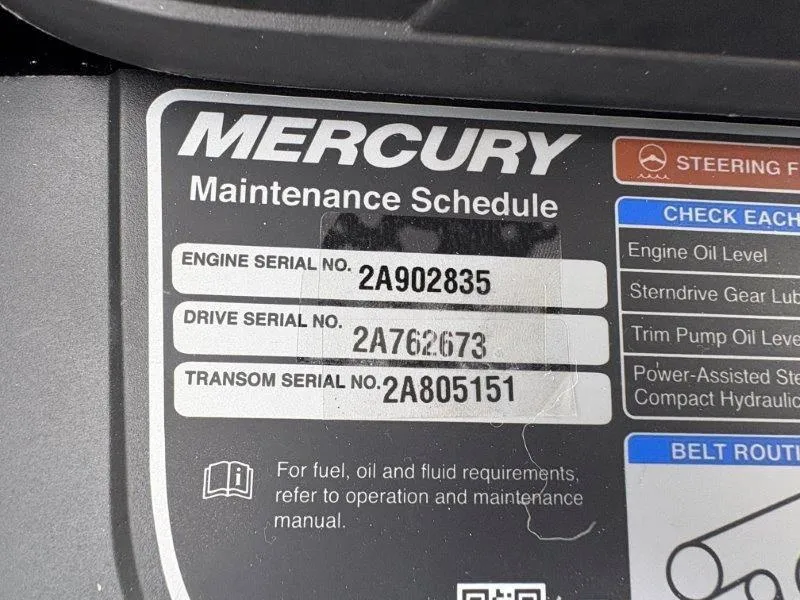 MERCURY
Maintenance Schedule
ENGINE SERIAL NO. 2A902835
DRIVE SERIAL NO. 2A762673
TRANSOM SERIAL NO. 2A805151
For fuel, oil and fluid requirements,
refer to operation and maintenance
manual.
STEERING F
CHECK EACH
Engine Oil Level
Sterndrive Gear Lub
Trim Pump Oil Leve
Power-Assisted Ste
Compact Hydraulic
BELT ROUTI